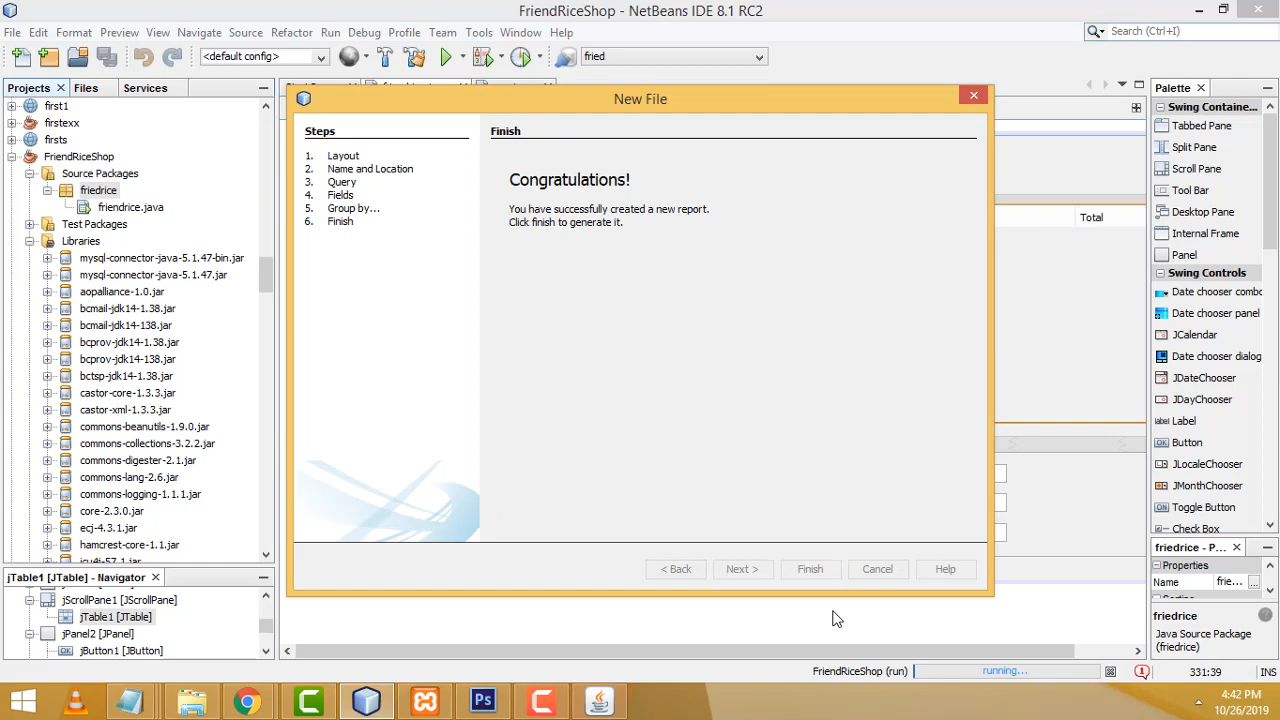 FriendRiceShop - NetBeans IDE 8.1 RC2
File Edit Format Preview View Navigate Source Refactor Run Debug Profile Team Tools Window Help
Search (Ctrl+I)
<default config>
fried
Projects Files Services
first1
firstexx
firsts
FriendRiceShop
Source Packages
friedrice
friendrice.java
Test Packages
Libraries
mysql-connector-java-5.1.47-bin.jar
mysql-connector-java-5.1.47.jar
aopalliance-1.0.jar
bcmail-jdk14-1.38.jar
bcmail-jdk14-138.jar
bcprov-jdk14-1.38.jar
bcprov-jdk14-138.jar
bctsp-jdk14-1.38.jar
castor-core-1.3.3.jar
castor-xml-1.3.3.jar
commons-beanutils-1.9.0.jar
commons-collections-3.2.2.jar
commons-digester-2.1.jar
commons-lang-2.6.jar
commons-logging-1.1.1.jar
core-2.3.0.jar
ecj-4.3.1.jar
hamcrest-core-1.1.jar
icu4j-57.1.jar
jTable1 [JTable] - Navigator
jScrollPane1 [JScrollPane]
jTable1 [JTable]
jPanel2 [JPanel]
jButton1 [JButton]
New File
Steps
1. Layout
2. Name and Location
3. Query
4. Fields
5. Group by...
6. Finish
Finish
Congratulations!
You have successfully created a new report.
Click finish to generate it.
< Back
Next >
Finish
Cancel
Help
Total
Palette
Swing Containe...
Tabbed Pane
Split Pane
Scroll Pane
Tool Bar
Desktop Pane
Internal Frame
Panel
Swing Controls
Date chooser combo
Date chooser panel
JCalendar
Date chooser dialog
JDateChooser
JDayChooser
Label
Button
JLocaleChooser
JMonthChooser
Toggle Button
Check Box
friedrice - P...
Properties
Name frie... ...
friedrice
Java Source Package
(friedrice)
FriendRiceShop (run)
running...
331:39
INS
4:42 PM
10/26/2019